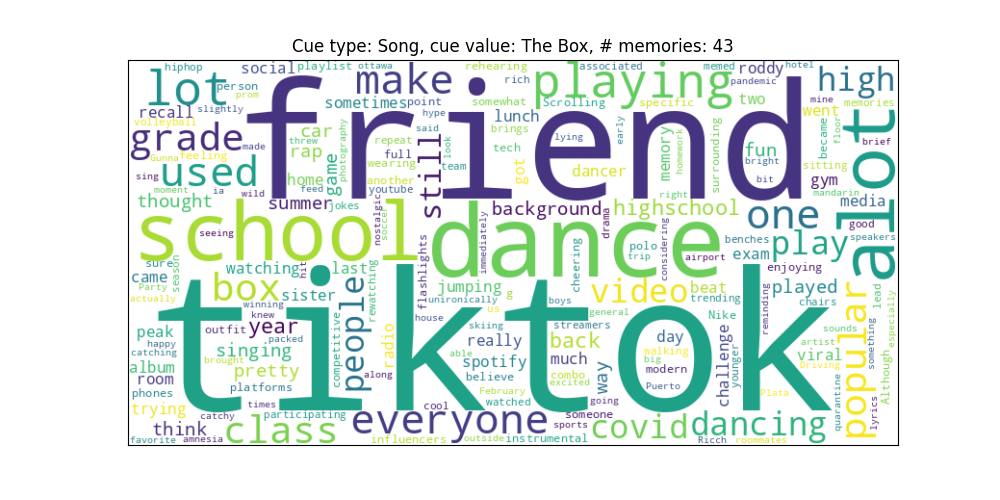 Cue type: Song, cue value: The Box, # memories: 43
hiphop social playlist ottawa make rehearing associated memed roddy hotel
lot person friend rich playing pandemic high
prom sometimes point somewhat Scrolling specific two mine memories
recall slightly hype lunch went
volleyball threw car photography repeat said look brings early memory homework surrounding became floor brief
grade made rap full still tech got lying fun alot
Gunna feeling game wearing team dancer bright sitting
used home feed another right bit gym mandarin
sing moment ia wild youtube
thought summer jokes background highschool one media
school nostalgic soccer dance immediately drama considering good
seeing polo benches play speakers
trip exam
sure season watching hit last flashlights cheering airport enjoying
came box rewatching jumping video beat
Party sister unironically g boys trending played
actually winning people us general reminding chairs lead especially
knew house Nike popular
peak outfit year packed competitive radio skiing streamers day challenge sounds
happy tiktok really back artist something
catching singing able much walking viral
album brought spotify way big younger Driving Although
room pretty along believe combo modern
phones platforms excited Puerto Plata quarantine lyrics
times February watched going
trying catchy participating cool someone
think class everyone sports covid dancing
favorite amnesia influencers outside instrumental Ricch roommates